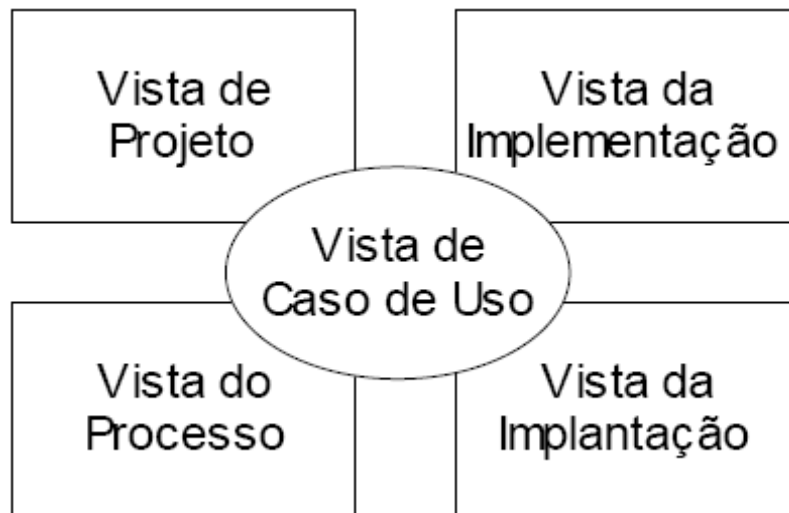 Vista de
Projeto
Vista da
Implementação
Vista de
Caso de Uso
Vista do
Processo
Vista da
Implantação